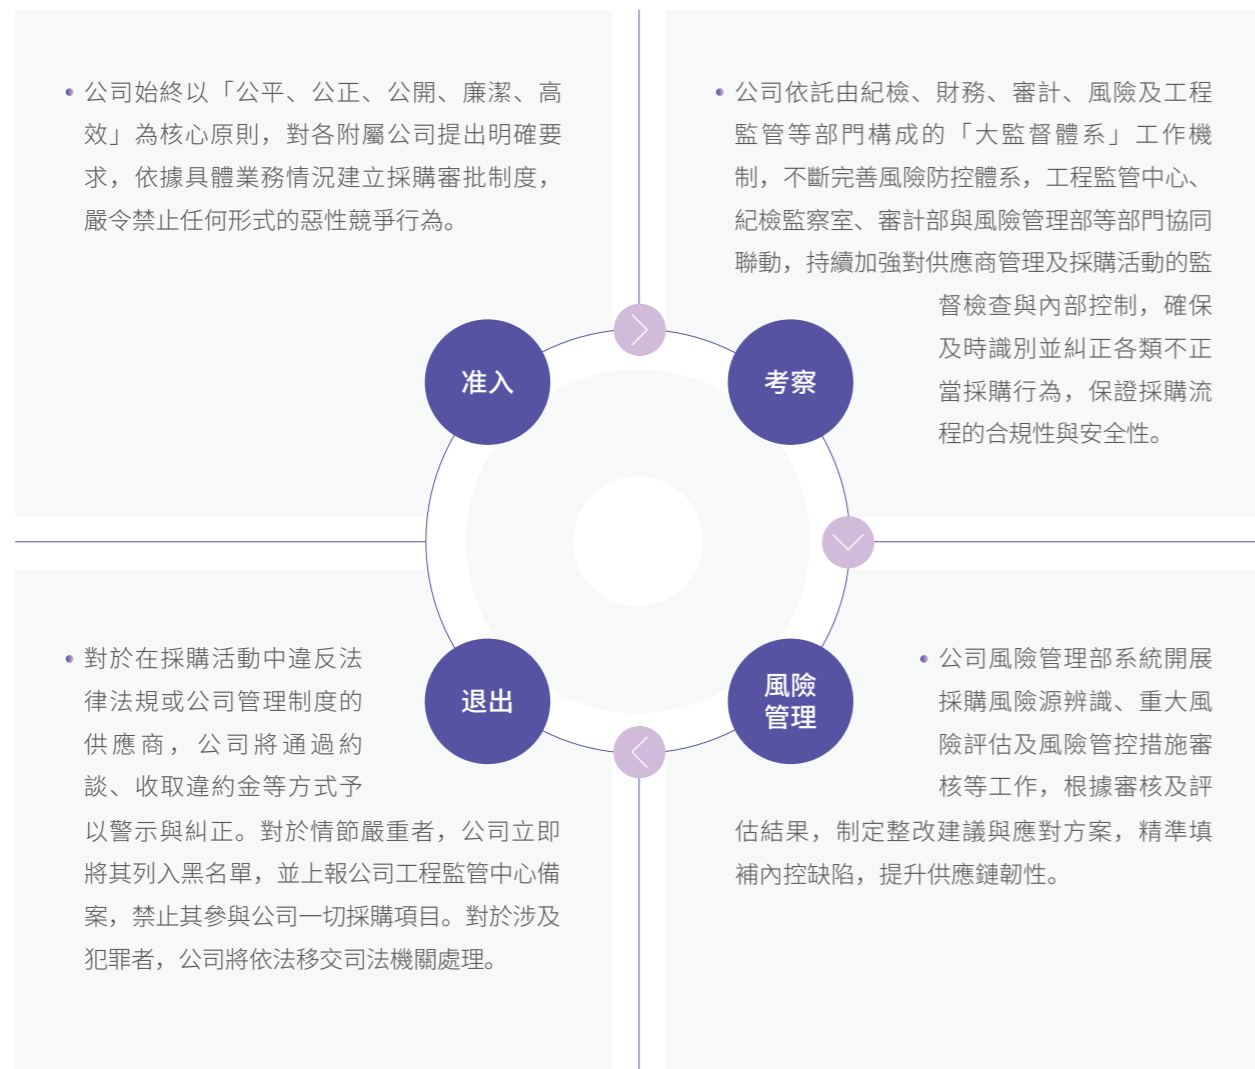 公司始終以「公平、公正、公開、廉潔、高
效」為核心原則，對各附屬公司提出明確要
求，依據具體業務情況建立採購審批制度，
嚴令禁止任何形式的惡性競爭行為。
准入
公司依託由紀檢、財務、審計、風險及工程
監管等部門構成的「大監督體系」工作機
制，不斷完善風險防控體系，工程監管中心、
紀檢監察室、審計部與風險管理部等部門協同
聯動，持續加強對供應商管理及採購活動的監
督檢查與內部控制，確保
及時識別並糾正各類不正
當採購行為，保證採購流
程的合規性與安全性。
考察
公司風險管理部系統開展
採購風險源辨識、重大風
險評估及風險管控措施審
核等工作，根據審核及評
估結果，制定整改建議與應對方案，精準填
補內控缺陷，提升供應鏈韌性。
風險
管理
對於在採購活動中違反法
律法規或公司管理制度的
供應商，公司將通過約
談、收取違約金等方式予
以警示與糾正。對於情節嚴重者，公司立即
將其列入黑名單，並上報公司工程監管中心備
案，禁止其參與公司一切採購項目。對於涉及
犯罪者，公司將依法移交司法機關處理。
退出